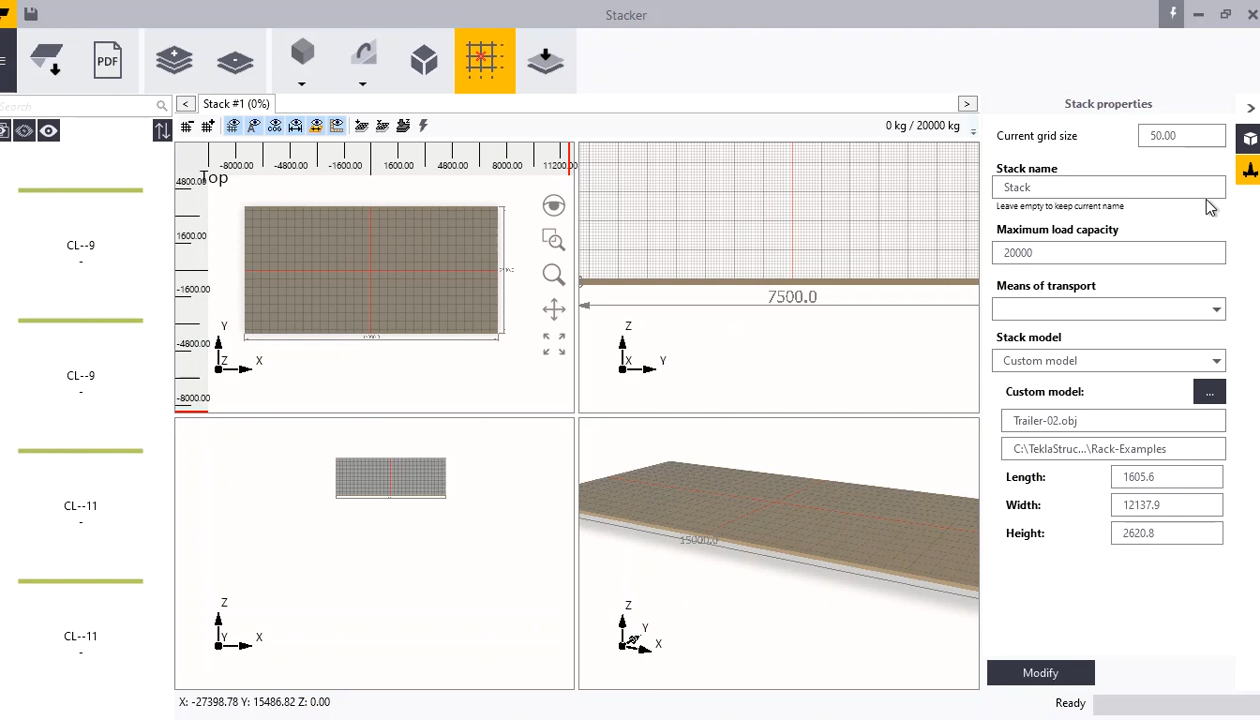 Stacker
PDF
Search
Stack #1 (0%)
0 kg / 20000 kg
Stack properties
Current grid size
50.00
Stack name
Stack
Leave empty to keep current name
Maximum load capacity
20000
Means of transport
Stack model
Custom model
Custom model:
...
Trailer-02.obj
C:\TeklaStruc...\Rack-Examples
Length:
1605.6
Width:
12137.9
Height:
2620.8
Modify
Ready
CL--9
-
CL--9
-
CL--11
-
CL--11
-
-8000.00 -4800.00 -1600.00 1600.00 4800.00 8000.00 11200.0
4800.00
Top
1600.00
-1600.00
-4800.00
-8000.00
Y
Z X
7500.0
Z
X Y
Z
Y X
15000.0
Z
Y
X
X: -27398.78 Y: 15486.82 Z: 0.00